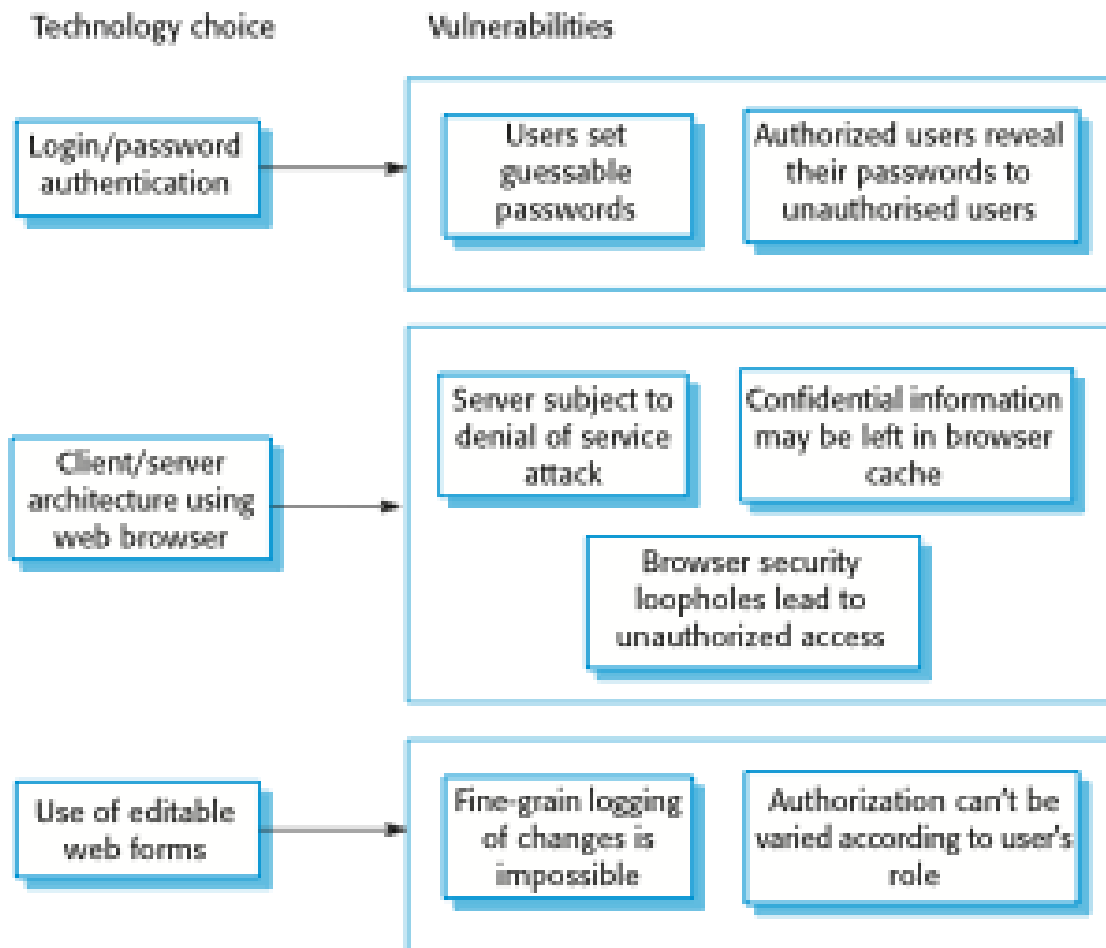 Technology choice
Vulnerabilities
Login/password
authentication
Users set
guessable
passwords
Authorized users reveal
their passwords to
unauthorised users
Client/server
architecture using
web browser
Server subject to
denial of service
attack
Confidential information
may be left in browser
cache
Browser security
loopholes lead to
unauthorized access
Use of editable
web forms
Fine-grain logging
of changes is
impossible
Authorization can't be
varied according to user's
role